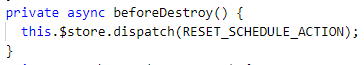 private async beforeDestroy() {
  this.$store.dispatch(RESET_SCHEDULE_ACTION);
}